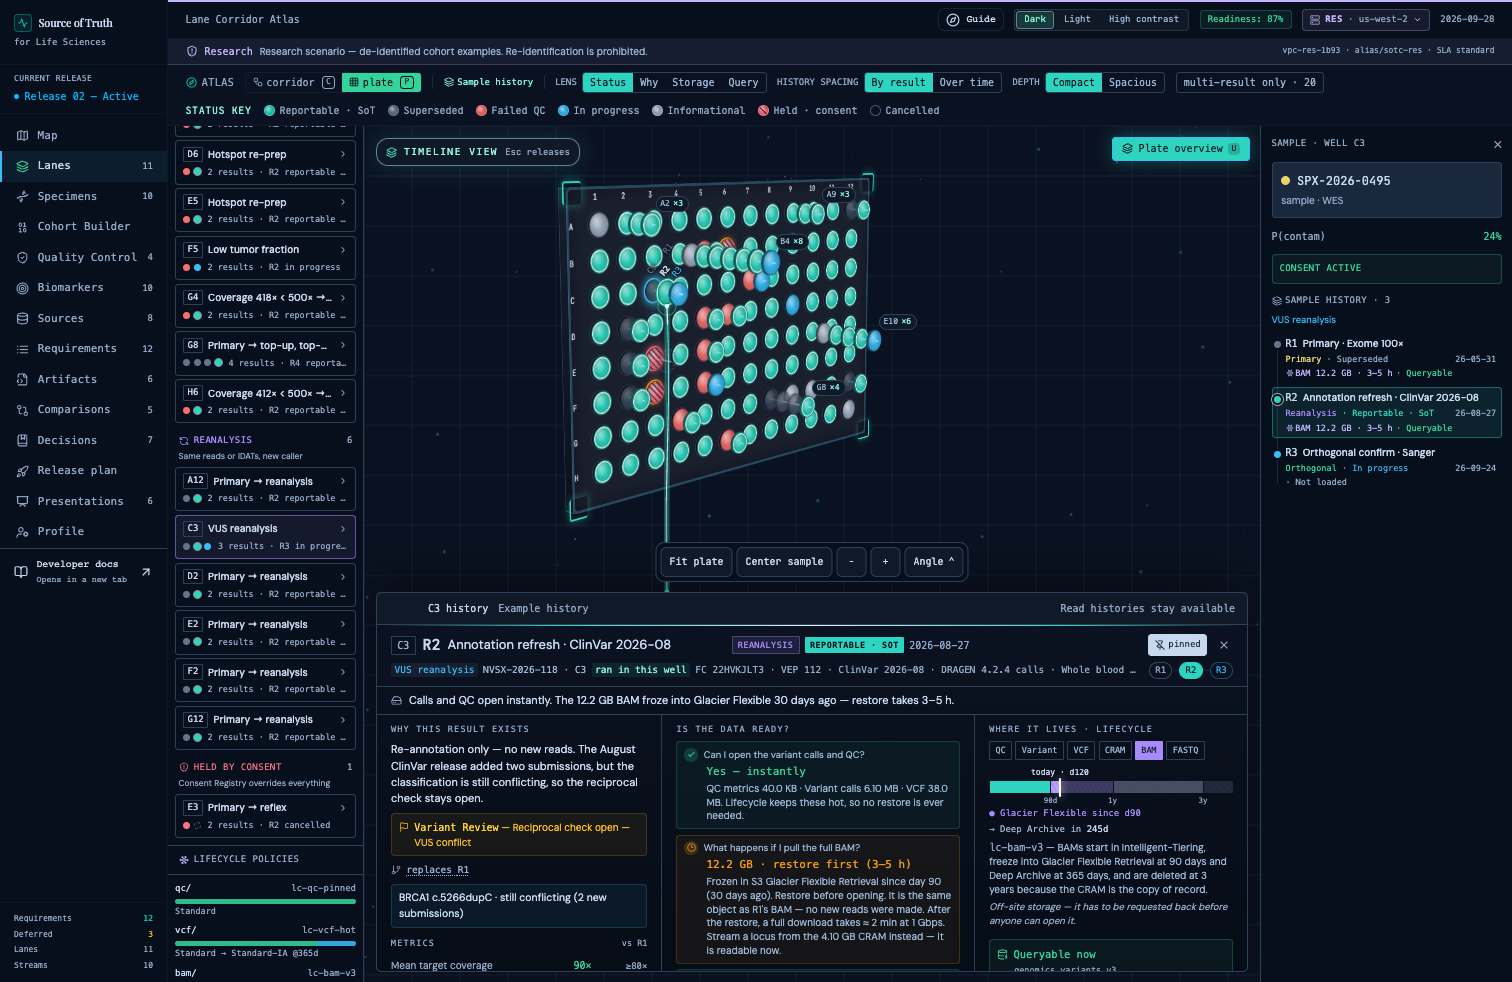 Source of Truth
for Life Sciences
CURRENT RELEASE
Release 02 — Active
Map
Lanes 11
Specimens 10
Cohort Builder
Quality Control 4
Biomarkers 10
Sources 8
Requirements 12
Artifacts 6
Comparisons 5
Decisions 7
Release plan
Presentations 6
Profile
Developer docs
Opens in a new tab
Requirements 12
Deferred 3
Lanes 11
Streams 10
Lane Corridor Atlas
Guide
Dark Light High contrast
Readiness: 87%
RES · us-west-2
2026-09-28
Research Research scenario — de-identified cohort examples. Re-identification is prohibited.
vpc-res-1b93 · alias/sotc-res · SLA standard
ATLAS corridor C plate P Sample history
LENS Status Why Storage Query
HISTORY SPACING By result Over time
DEPTH Compact Spacious
multi-result only · 20
STATUS KEY Reportable · SoT Superseded Failed QC In progress Informational Held · consent Cancelled
D6 Hotspot re-prep
2 results · R2 reportable …
E5 Hotspot re-prep
2 results · R2 reportable …
F5 Low tumor fraction
2 results · R2 in progress
G4 Coverage 418× < 500× →…
2 results · R2 reportable …
G8 Primary → top-up, top-…
4 results · R4 reporta…
H6 Coverage 412× < 500× →…
2 results · R2 reportable …
REANALYSIS 6
Same reads or IDATs, new caller
A12 Primary → reanalysis
2 results · R2 reportable …
C3 VUS reanalysis
3 results · R3 in progre…
D2 Primary → reanalysis
2 results · R2 reportable …
E2 Primary → reanalysis
2 results · R2 reportable …
F2 Primary → reanalysis
2 results · R2 reportable …
G12 Primary → reanalysis
2 results · R2 reportable …
HELD BY CONSENT 1
Consent Registry overrides everything
E3 Primary → reflex
2 results · R2 cancelled
LIFECYCLE POLICIES
qc/ lc-qc-pinned
Standard
vcf/ lc-vcf-hot
Standard → Standard-IA @365d
bam/ lc-bam-v3
TIMELINE VIEW Esc releases
Plate overview U
1 2 3 4 5 6 7 8 9 10 11
A
B
C
D
E
F
G
H
A2 ×3
A9 ×3
B4 ×8
E10 ×6
G8 ×4
R1
R2
R3
Fit plate Center sample - + Angle ^
C3 history Example history Read histories stay available
C3 R2 Annotation refresh · ClinVar 2026-08 REANALYSIS REPORTABLE · SOT 2026-08-27 pinned
VUS reanalysis NVSX-2026-118 · C3 ran in this well FC 22HVKJLT3 · VEP 112 · ClinVar 2026-08 · DRAGEN 4.2.4 calls · Whole blood … R1 R2 R3
Calls and QC open instantly. The 12.2 GB BAM froze into Glacier Flexible 30 days ago — restore takes 3–5 h.
WHY THIS RESULT EXISTS
Re-annotation only — no new reads. The August
ClinVar release added two submissions, but the
classification is still conflicting, so the reciprocal
check stays open.
Variant Review — Reciprocal check open —
VUS conflict
replaces R1
BRCA1 c.5266dupC · still conflicting (2 new
submissions)
METRICS vs R1
Mean target coverage 90× ≥80×
IS THE DATA READY?
Can I open the variant calls and QC?
Yes — instantly
QC metrics 40.0 KB · Variant calls 6.10 MB · VCF 38.0
MB. Lifecycle keeps these hot, so no restore is ever
needed.
What happens if I pull the full BAM?
12.2 GB · restore first (3–5 h)
Frozen in S3 Glacier Flexible Retrieval since day 90
(30 days ago). Restore before opening. It is the same
object as R1's BAM — no new reads were made. After
the restore, a full download takes ≈ 2 min at 1 Gbps.
Stream a locus from the 4.10 GB CRAM instead — it
is readable now.
WHERE IT LIVES · LIFECYCLE
QC Variant VCF CRAM BAM FASTQ
today · d120
90d 1y 3y
Glacier Flexible since d90
→ Deep Archive in 245d
lc-bam-v3 — BAMs start in Intelligent-Tiering,
freeze into Glacier Flexible Retrieval at 90 days and
Deep Archive at 365 days, and are deleted at 3
years because the CRAM is the copy of record.
Off-site storage — it has to be requested back before
anyone can open it.
Queryable now
genomics_variants_v3
SAMPLE · WELL C3
SPX-2026-0495
sample · WES
P(contam) 24%
CONSENT ACTIVE
SAMPLE HISTORY · 3
VUS reanalysis
R1 Primary · Exome 100×
Primary · Superseded 26-05-31
BAM 12.2 GB · 3–5 h · Queryable
R2 Annotation refresh · ClinVar 2026-08
Reanalysis · Reportable · SoT 26-08-27
BAM 12.2 GB · 3–5 h · Queryable
R3 Orthogonal confirm · Sanger
Orthogonal · In progress 26-09-24
· Not loaded